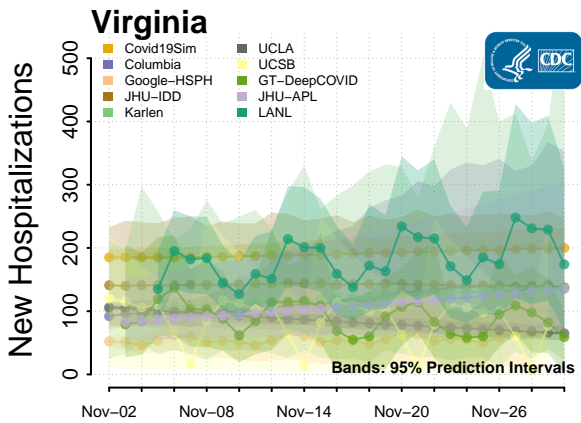 Virginia
Covid19Sim
Columbia
Google−HSPH
JHU−IDD
Karlen
UCLA
UCSB
GT−DeepCOVID
JHU−APL
LANL
CDC
New Hospitalizations
500
400
300
200
100
0
Bands: 95% Prediction Intervals
Nov−02 Nov−08 Nov−14 Nov−20 Nov−26